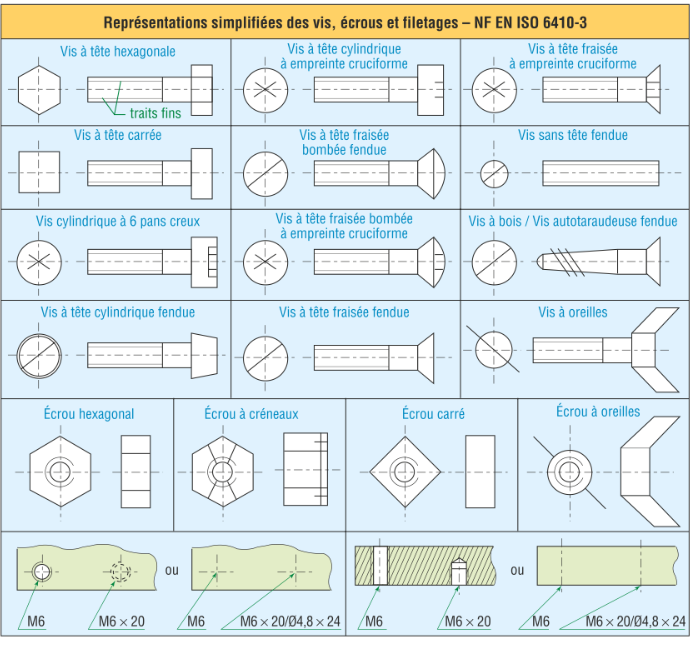 Représentations simplifiées des vis, écrous et filetages – NF EN ISO 6410-3
Vis à tête hexagonale
traits fins
Vis à tête cylindrique
à empreinte cruciforme
Vis à tête fraisée
à empreinte cruciforme
Vis à tête carrée
Vis à tête fraisée
bombée fendue
Vis sans tête fendue
Vis cylindrique à 6 pans creux
Vis à tête fraisée bombée
à empreinte cruciforme
Vis à bois / Vis autotaraudeuse fendue
Vis à tête cylindrique fendue
Vis à tête fraisée fendue
Vis à oreilles
Écrou hexagonal
Écrou à créneaux
Écrou carré
Écrou à oreilles
ou
ou
M6
M6 × 20
M6
M6 × 20/Ø4,8 × 24
M6
M6 × 20
M6
M6 × 20/Ø4,8 × 24